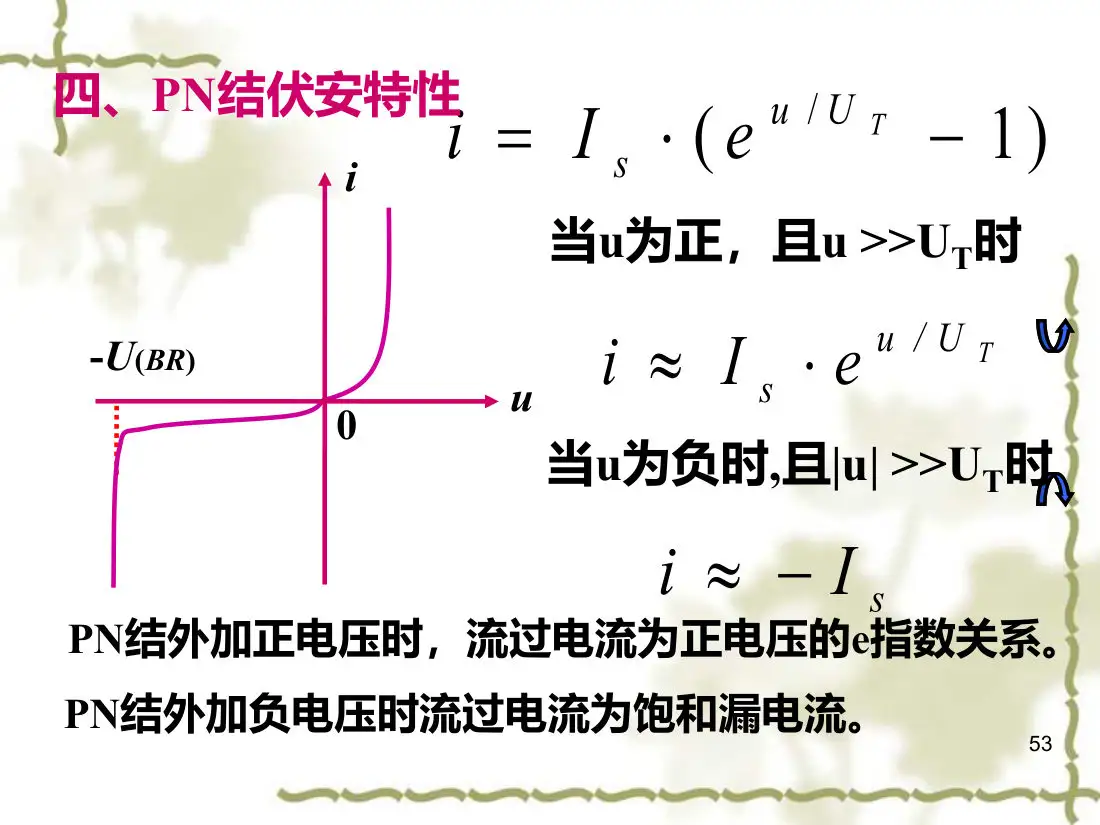 四、PN结伏安特性
i = I_s · (e^{u / U_T} − 1)
i
当u为正，且u >>U_T时
-U(BR)
i ≈ I_s · e^{u / U_T}
u
0
当u为负时,且|u| >>U_T时
i ≈ − I_s
PN结外加正电压时，流过电流为正电压的e指数关系。
PN结外加负电压时流过电流为饱和漏电流。
53